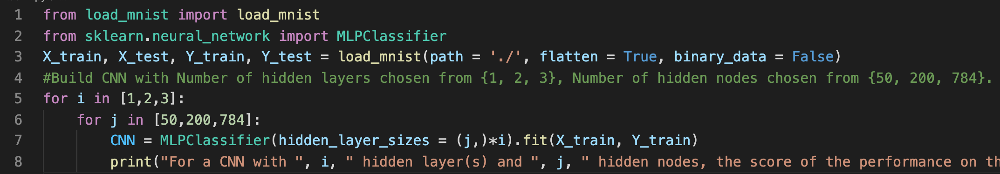 1 from load_mnist import load_mnist
2 from sklearn.neural_network import MLPClassifier
3 X_train, X_test, Y_train, Y_test = load_mnist(path = './', flatten = True, binary_data = False)
4 #Build CNN with Number of hidden layers chosen from {1, 2, 3}, Number of hidden nodes chosen from {50, 200, 784}.
5 for i in [1,2,3]:
6     for j in [50,200,784]:
7         CNN = MLPClassifier(hidden_layer_sizes = (j,)*i).fit(X_train, Y_train)
8         print("For a CNN with ", i, " hidden layer(s) and ", j, " hidden nodes, the score of the performance on th